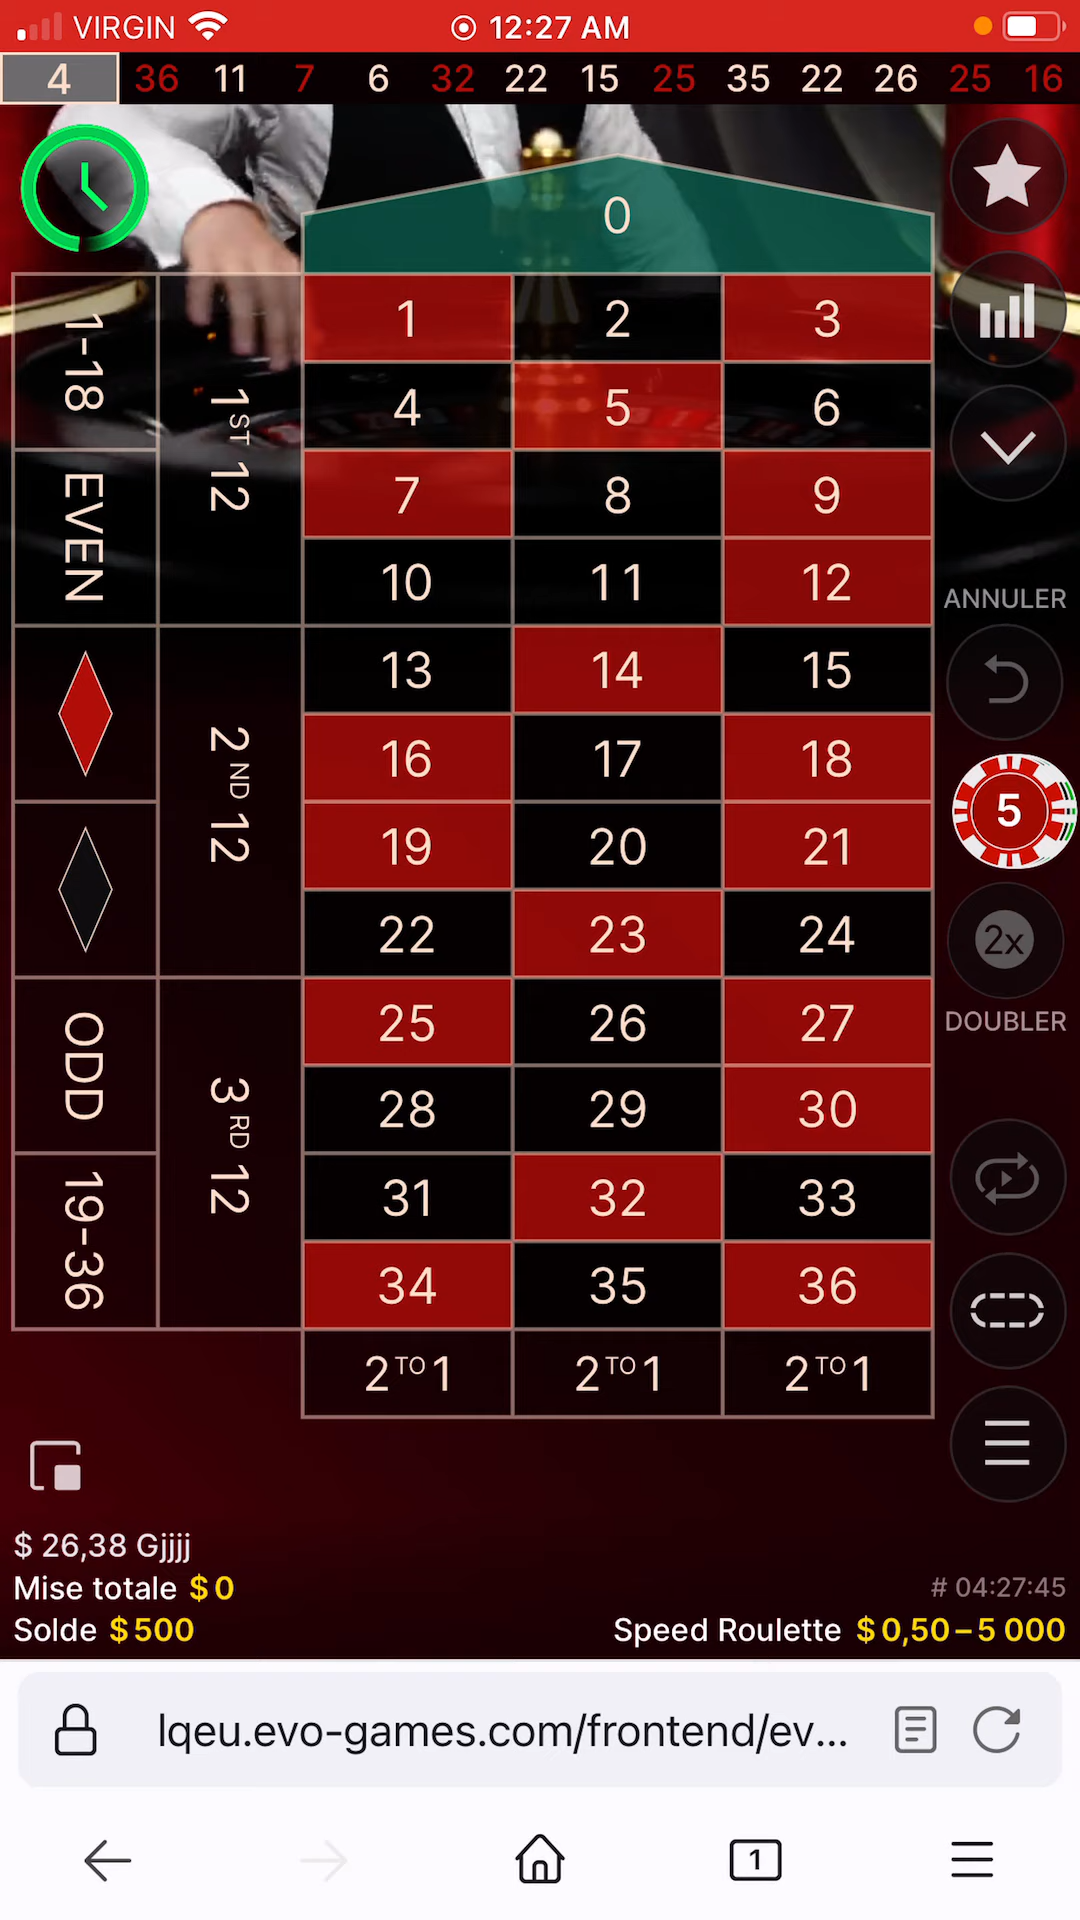 VIRGIN 12:27 AM
4 36 11 7 6 32 22 15 25 35 22 26 25 16
0
1-18 1ST 12 1 2 3
4 5 6
EVEN 7 8 9
10 11 12
ANNULER
2ND 12 13 14 15
16 17 18
5
19 20 21
22 23 24
2x
DOUBLER
ODD 3RD 12 25 26 27
28 29 30
19-36 31 32 33
34 35 36
2 TO 1 2 TO 1 2 TO 1
$ 26,38 Gjjjj
Mise totale $ 0
# 04:27:45
Solde $ 500
Speed Roulette $ 0,50 – 5 000
lqeu.evo-games.com/frontend/ev...
1